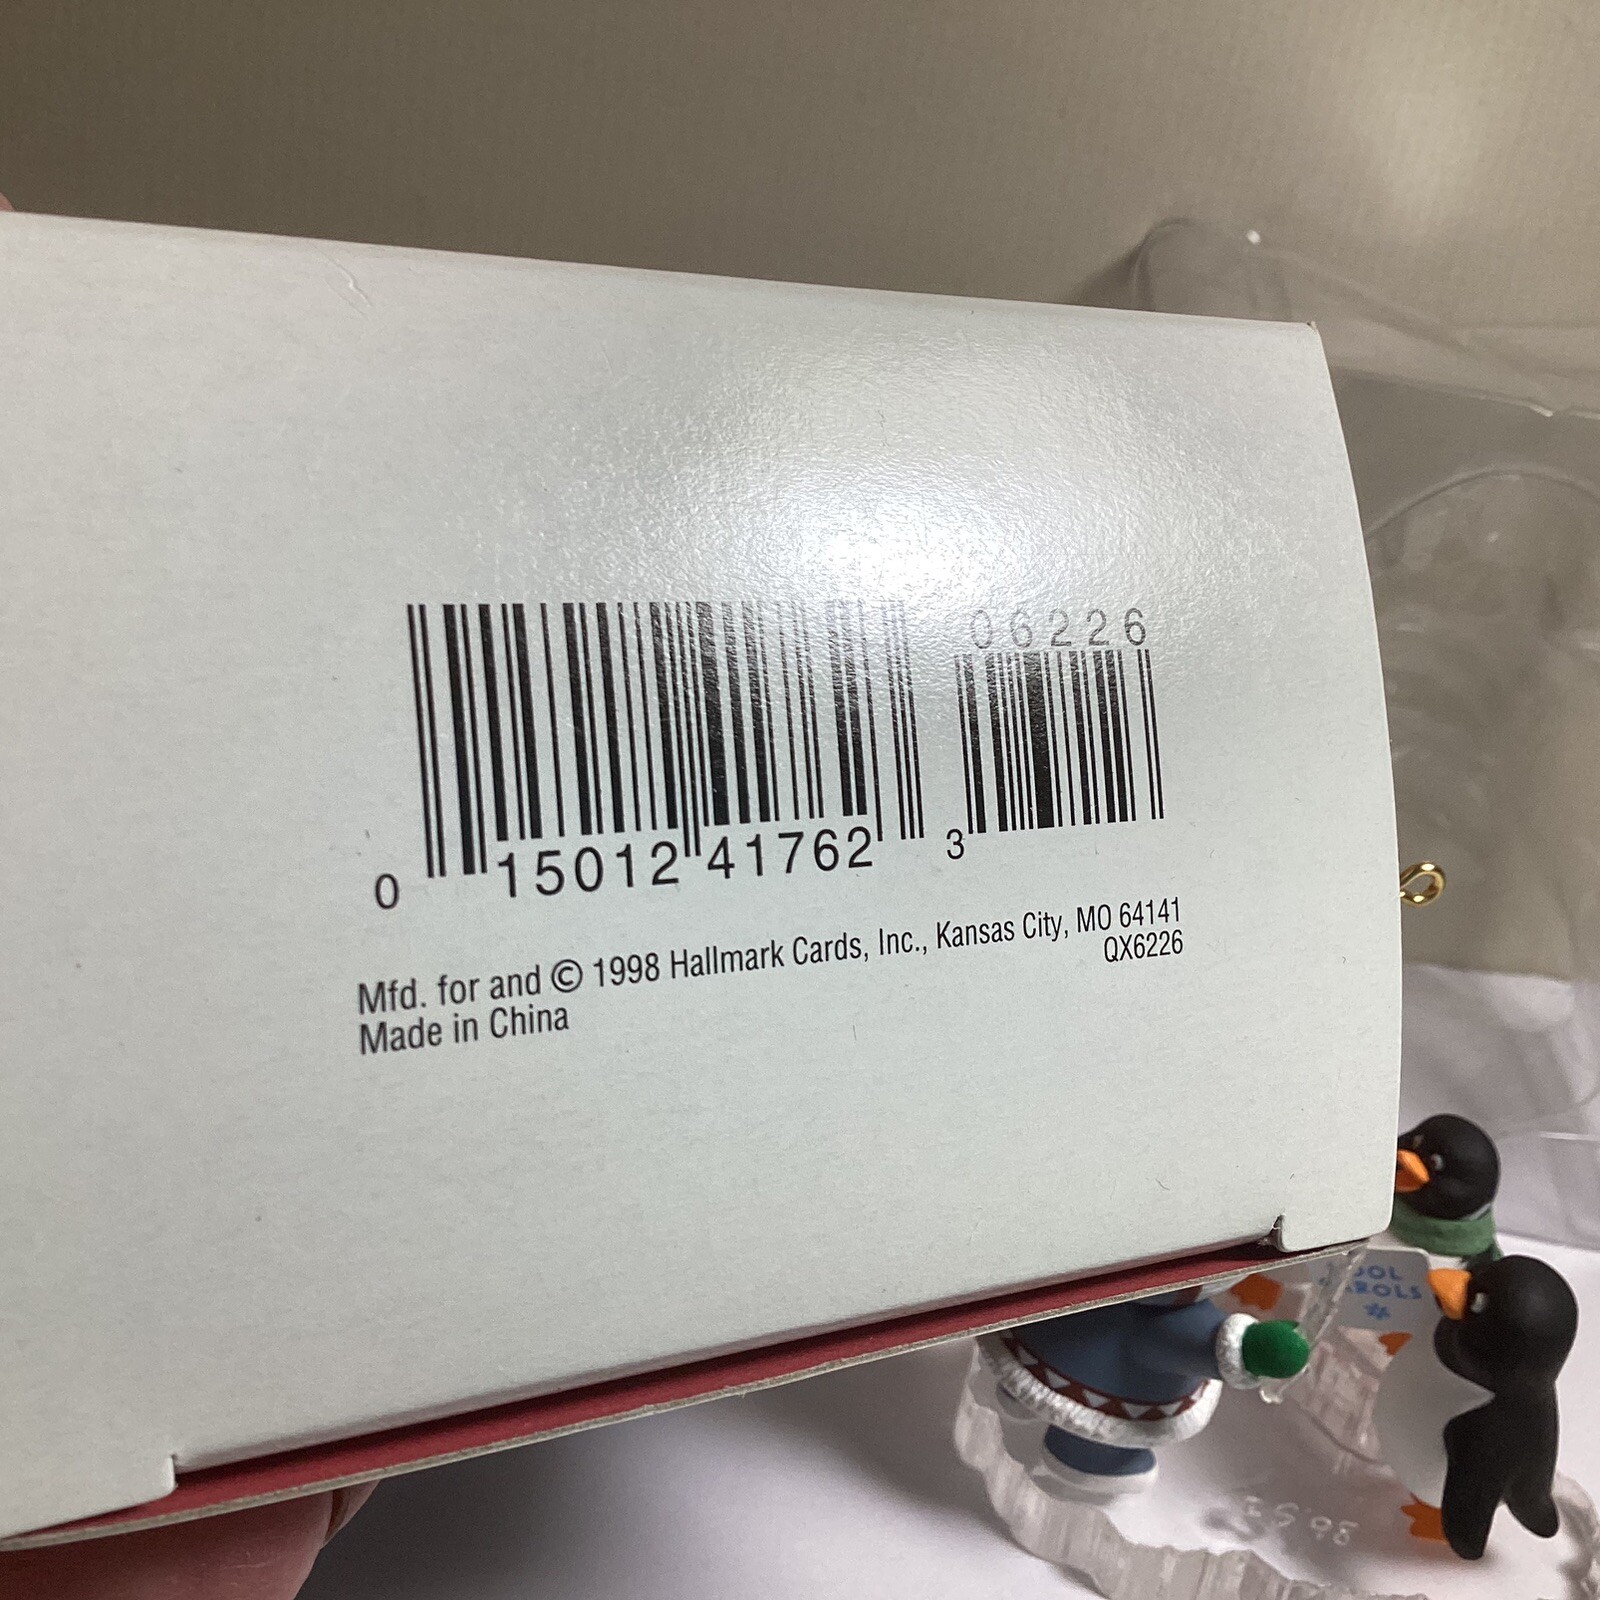 06226
0 15012 41762 3
Mfd. for and © 1998 Hallmark Cards, Inc., Kansas City, MO 64141
QX6226
Made in China